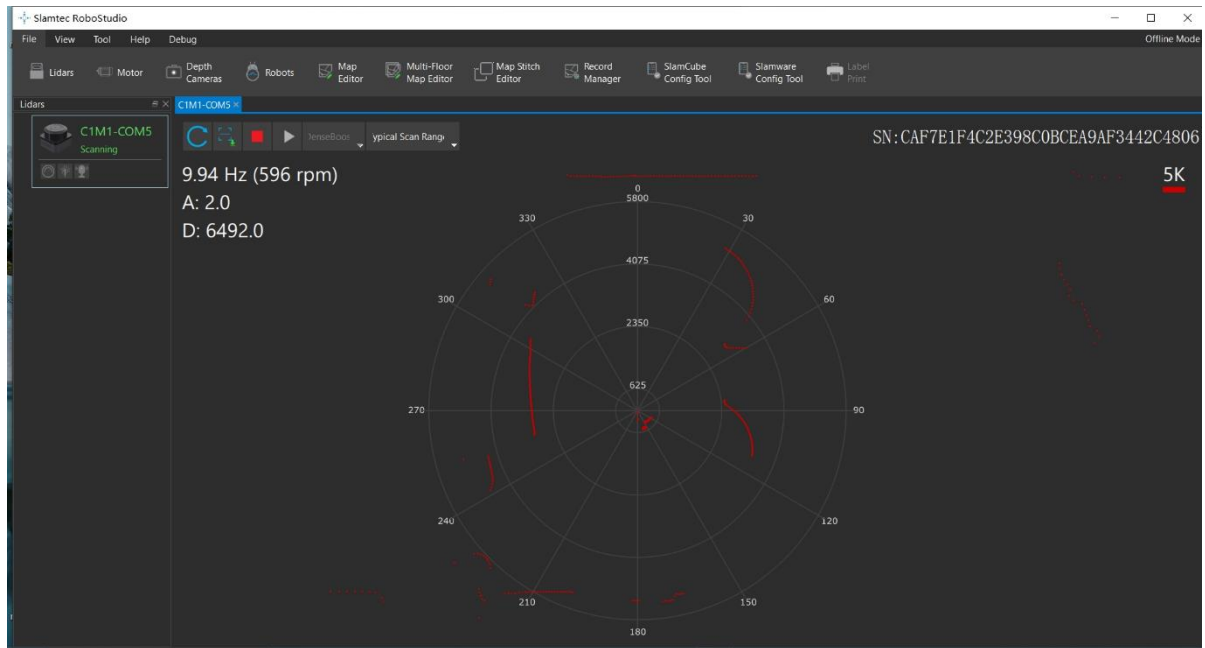 Slamtec RoboStudio
File View Tool Help Debug Offline Mode
Lidars Motor Depth Cameras Robots Map Editor Multi-Floor Map Editor Map Stitch Editor Record Manager SlamCube Config Tool Slamware Config Tool Label Print
Lidars C1M1-COM5
C1M1-COM5
Scanning
ypical Scan Rang
SN:CAF7E1F4C2E398C0BCEA9AF3442C4806
9.94 Hz (596 rpm)
5K
A: 2.0
D: 6492.0
0
5800
330
30
4075
300
60
2350
625
270
90
240
120
210
150
180